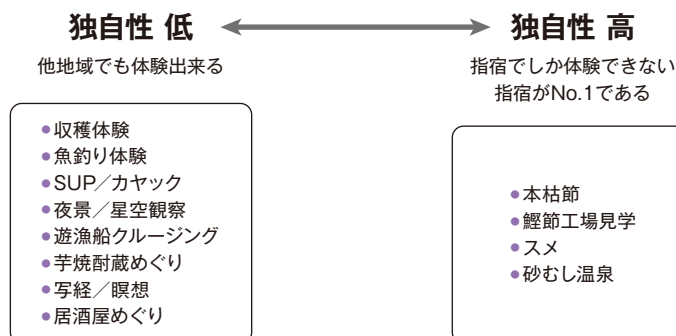 独自性 低
独自性 高
他地域でも体験出来る
指宿でしか体験できない
指宿がNo.1である
●収穫体験
●魚釣り体験
●SUP／カヤック
●夜景／星空観察
●遊漁船クルージング
●芋焼酎蔵めぐり
●写経／瞑想
●居酒屋めぐり
●本枯節
●鰹節工場見学
●スメ
●砂むし温泉